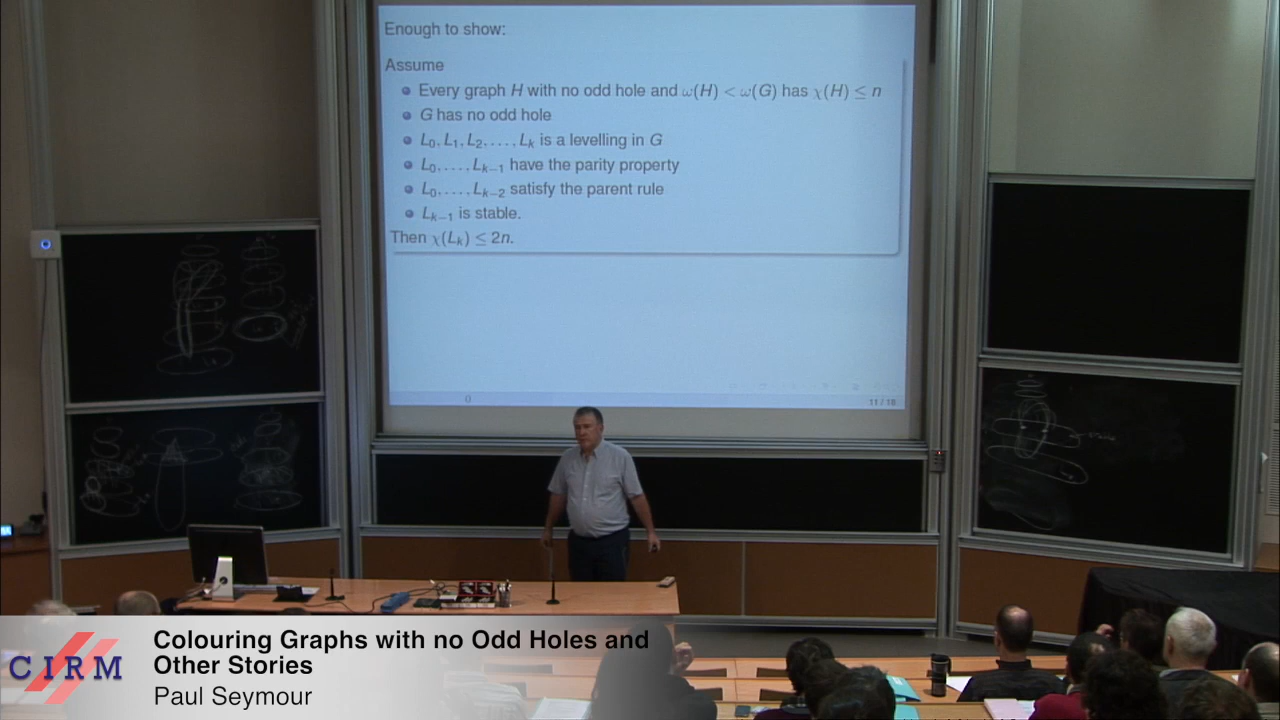 Enough to show:
Assume
Every graph H with no odd hole and ω(H) < ω(G) has χ(H) ≤ n
G has no odd hole
L₀, L₁, L₂, …, Lₖ is a levelling in G
L₀, …, Lₖ₋₁ have the parity property
L₀, …, Lₖ₋₂ satisfy the parent rule
Lₖ₋₁ is stable.
Then χ(Lₖ) ≤ 2n.
0
11 / 18
CIRM
Colouring Graphs with no Odd Holes and
Other Stories
Paul Seymour